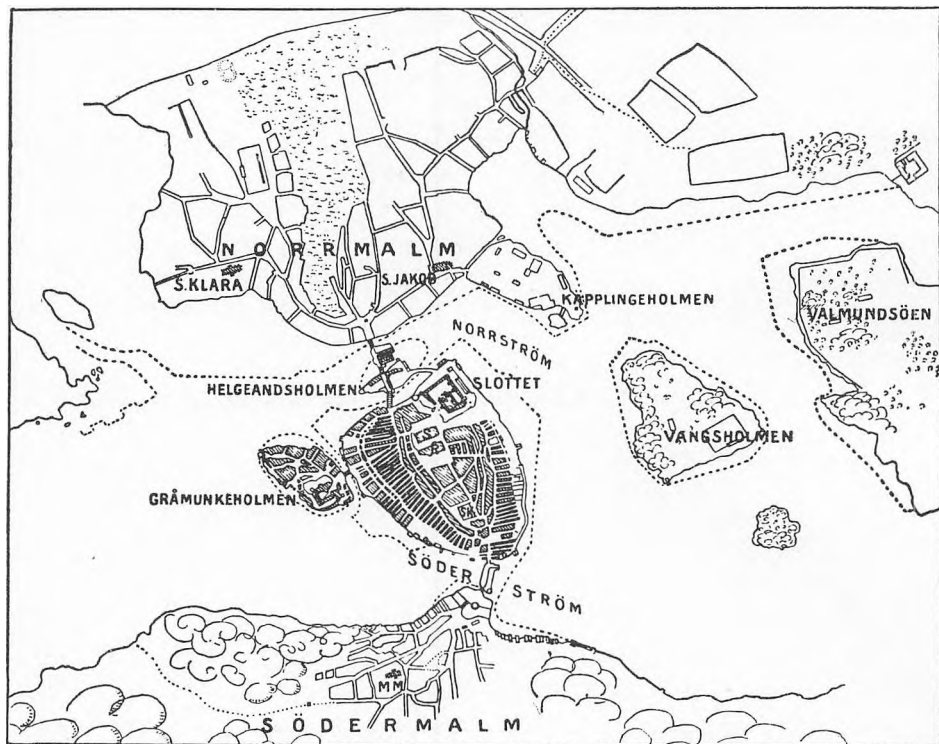 NORRMALM
S.KLARA
S.JAKOB
KÄPPLINGEHOLMEN
VALMUNDSÖEN
NORRSTRÖM
HELGEANDSHOLMEN
SLOTTET
VANGSHOLMEN
GRÅMUNKEHOLMEN
SÖDER
STRÖM
MM
SÖDERMALM